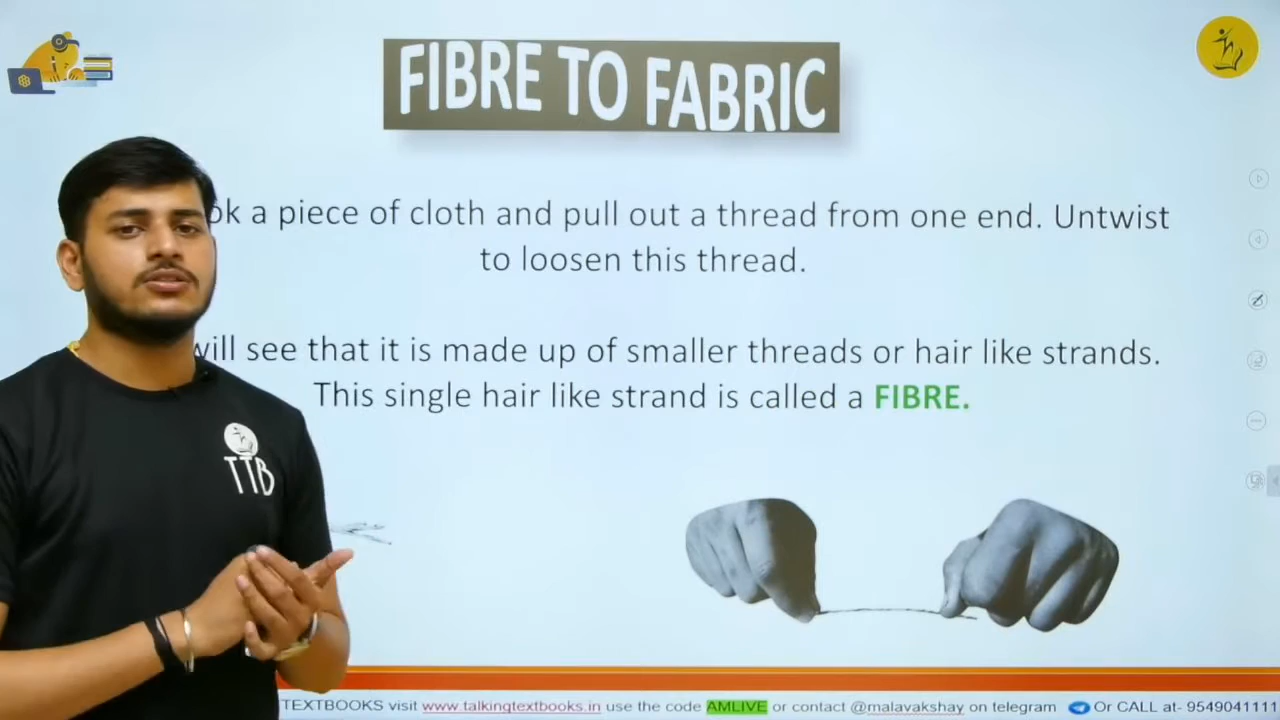 FIBRE TO FABRIC
a piece of cloth and pull out a thread from one end. Untwist
to loosen this thread.
will see that it is made up of smaller threads or hair like strands.
This single hair like strand is called a FIBRE.
TTB
TEXTBOOKS visit www.talkingtextbooks.in use the code AMLIVE or contact @malavakshay on telegram Or CALL at- 9549041111